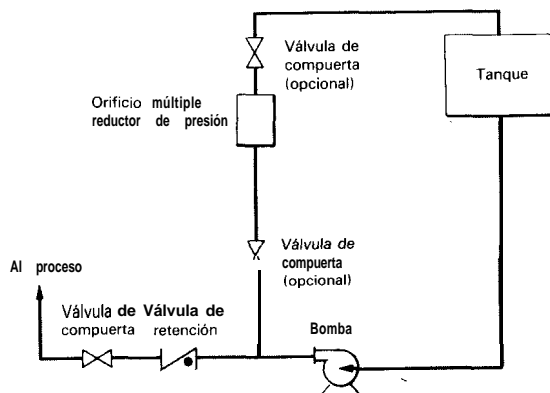 Válvula de
compuerta
(opcional)
Tanque
Orificio múltiple
reductor de presión
Válvula de
compuerta
(opcional)
Al proceso
Válvula de
compuerta
Válvula de
retención
Bomba